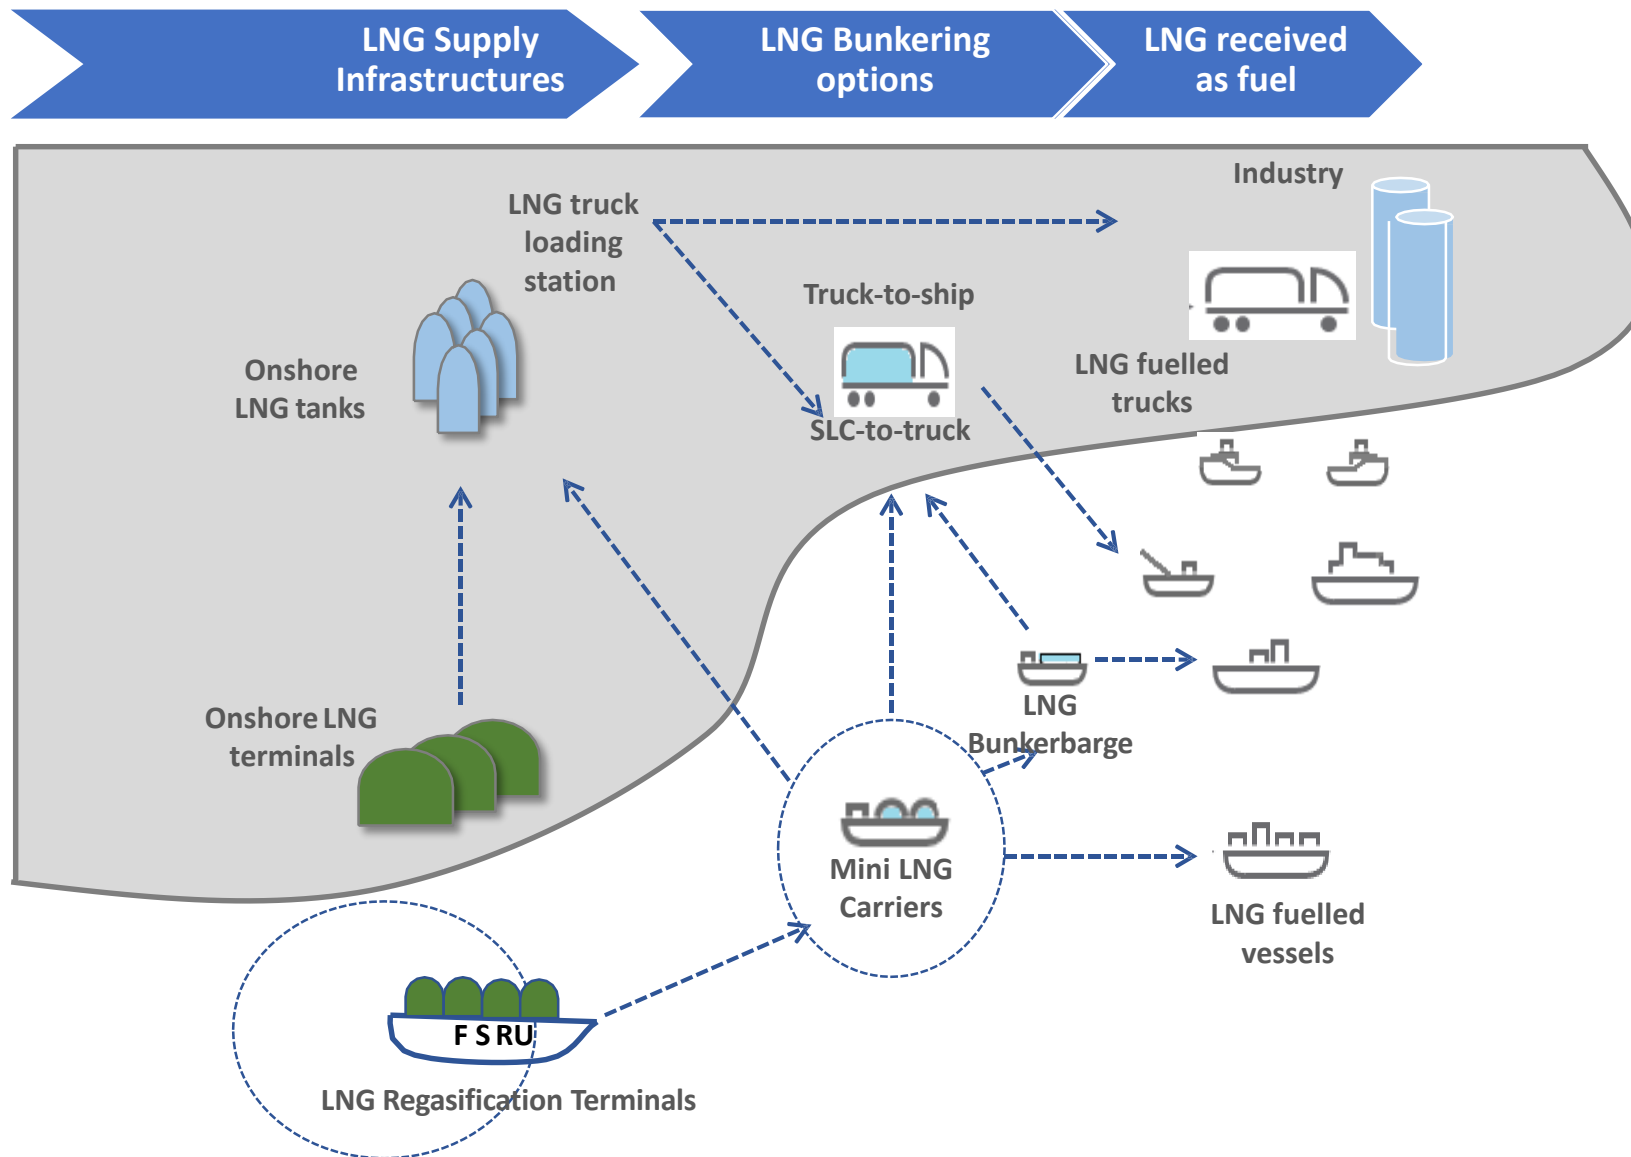 LNG Supply
Infrastructures
LNG Bunkering
options
LNG received
as fuel
Industry
LNG truck
loading
station
Truck-to-ship
Onshore
LNG tanks
LNG fuelled
trucks
SLC-to-truck
Onshore LNG
terminals
LNG
Bunkerbarge
Mini LNG
Carriers
LNG fuelled
vessels
F S RU
LNG Regasification Terminals